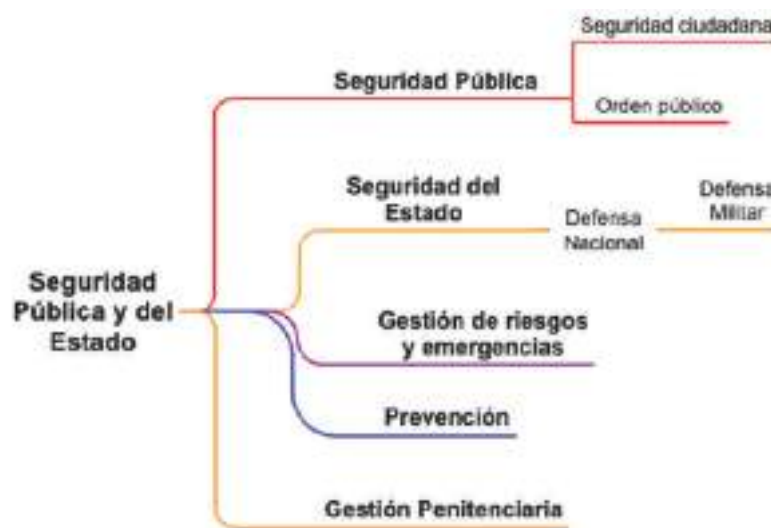 Seguridad ciudadana
Seguridad Pública
Orden público
Seguridad del
Estado
Defensa
Nacional
Defensa
Militar
Seguridad
Pública y del
Estado
Gestión de riesgos
y emergencias
Prevención
Gestión Penitenciaria